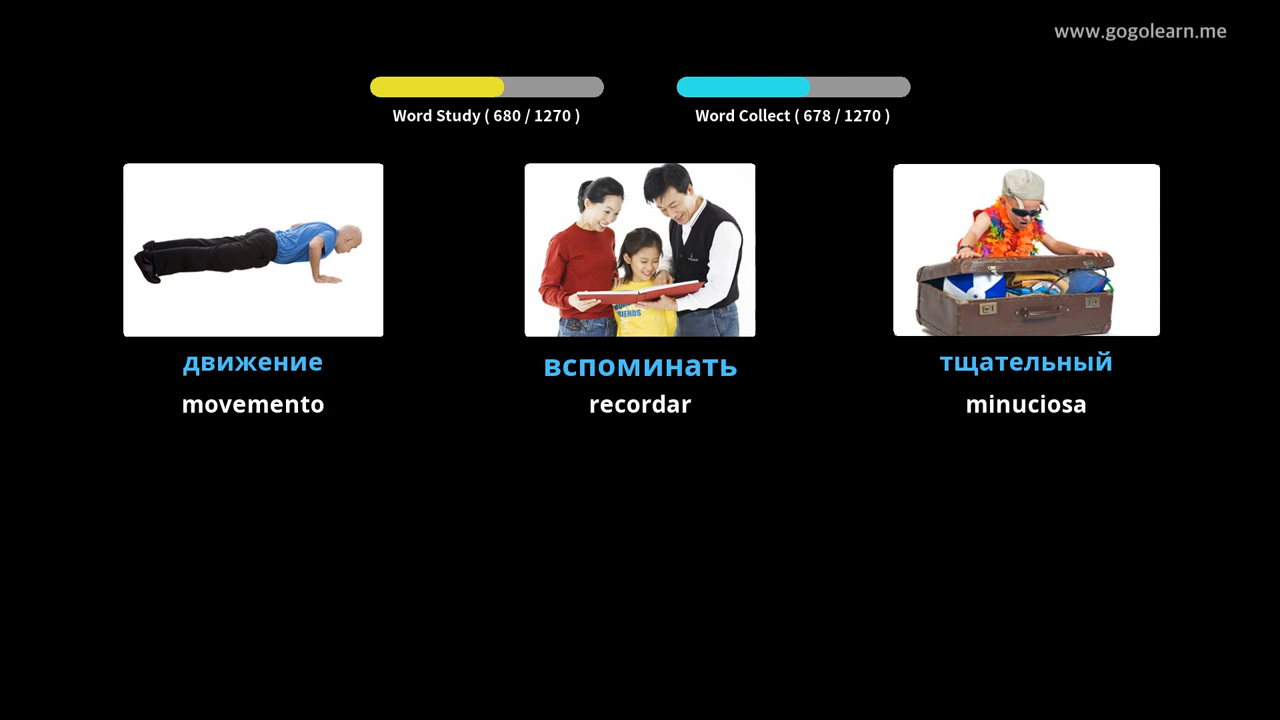 www.gogolearn.me
Word Study ( 680 / 1270 )
Word Collect ( 678 / 1270 )
движение
вспоминать
тщательный
movemento
recordar
minuciosa